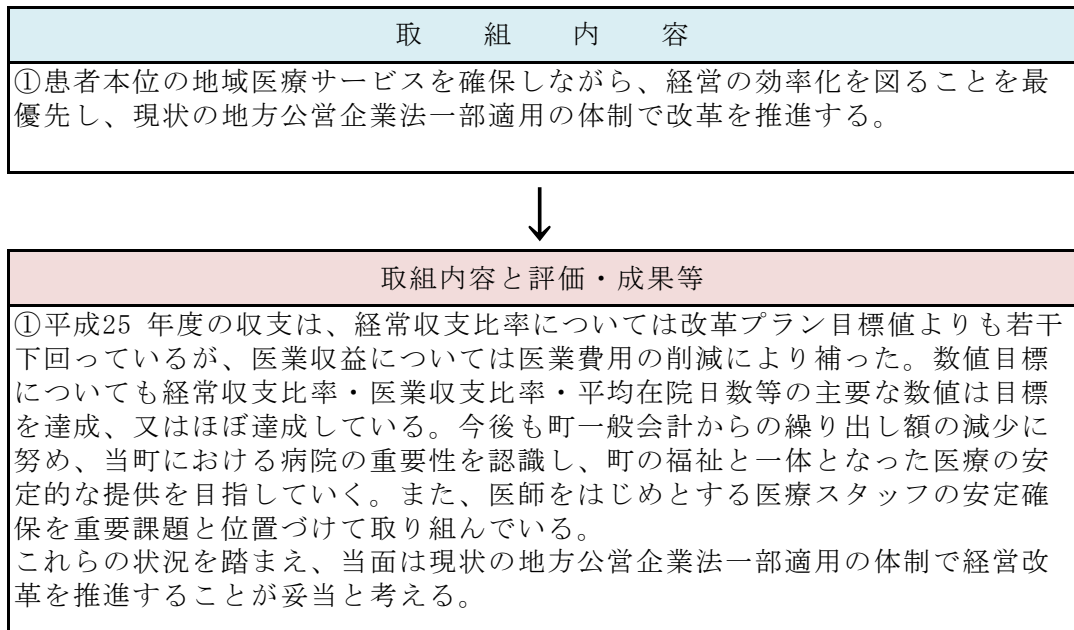 取　組　内　容
①患者本位の地域医療サービスを確保しながら、経営の効率化を図ることを最
優先し、現状の地方公営企業法一部適用の体制で改革を推進する。
↓
取組内容と評価・成果等
①平成25 年度の収支は、経常収支比率については改革プラン目標値よりも若干
下回っているが、医業収益については医業費用の削減により補った。数値目標
についても経常収支比率・医業収支比率・平均在院日数等の主要な数値は目標
を達成、又はほぼ達成している。今後も町一般会計からの繰り出し額の減少に
努め、当町における病院の重要性を認識し、町の福祉と一体となった医療の安
定的な提供を目指していく。また、医師をはじめとする医療スタッフの安定確
保を重要課題と位置づけて取り組んでいる。
これらの状況を踏まえ、当面は現状の地方公営企業法一部適用の体制で経営改
革を推進することが妥当と考える。